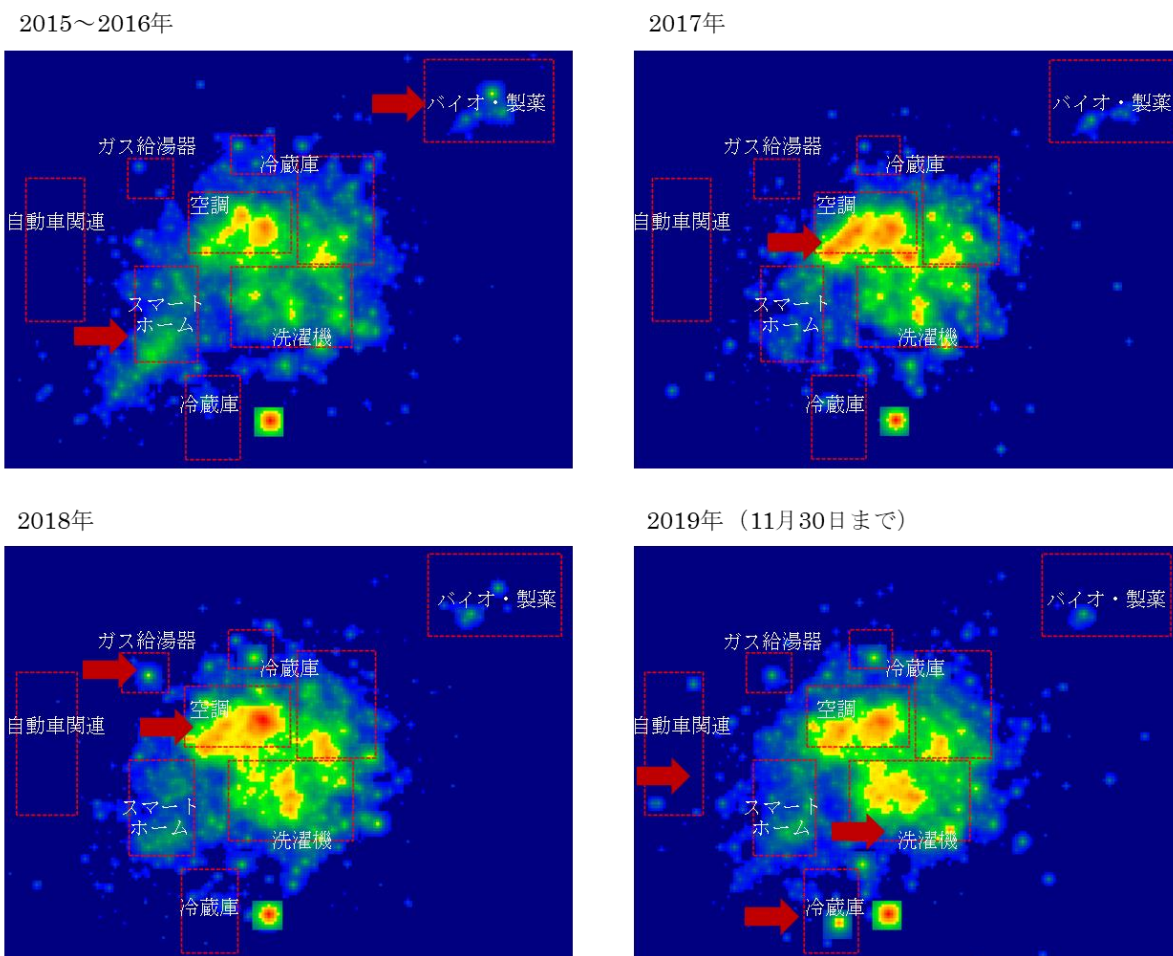 2015～2016年
バイオ・製薬
ガス給湯器
冷蔵庫
空調
自動車関連
スマート
ホーム
洗濯機
冷蔵庫
2017年
バイオ・製薬
ガス給湯器
冷蔵庫
空調
自動車関連
スマート
ホーム
洗濯機
冷蔵庫
2018年
バイオ・製薬
ガス給湯器
冷蔵庫
空調
自動車関連
スマート
ホーム
洗濯機
冷蔵庫
2019年（11月30日まで）
バイオ・製薬
ガス給湯器
冷蔵庫
空調
自動車関連
スマート
ホーム
洗濯機
冷蔵庫